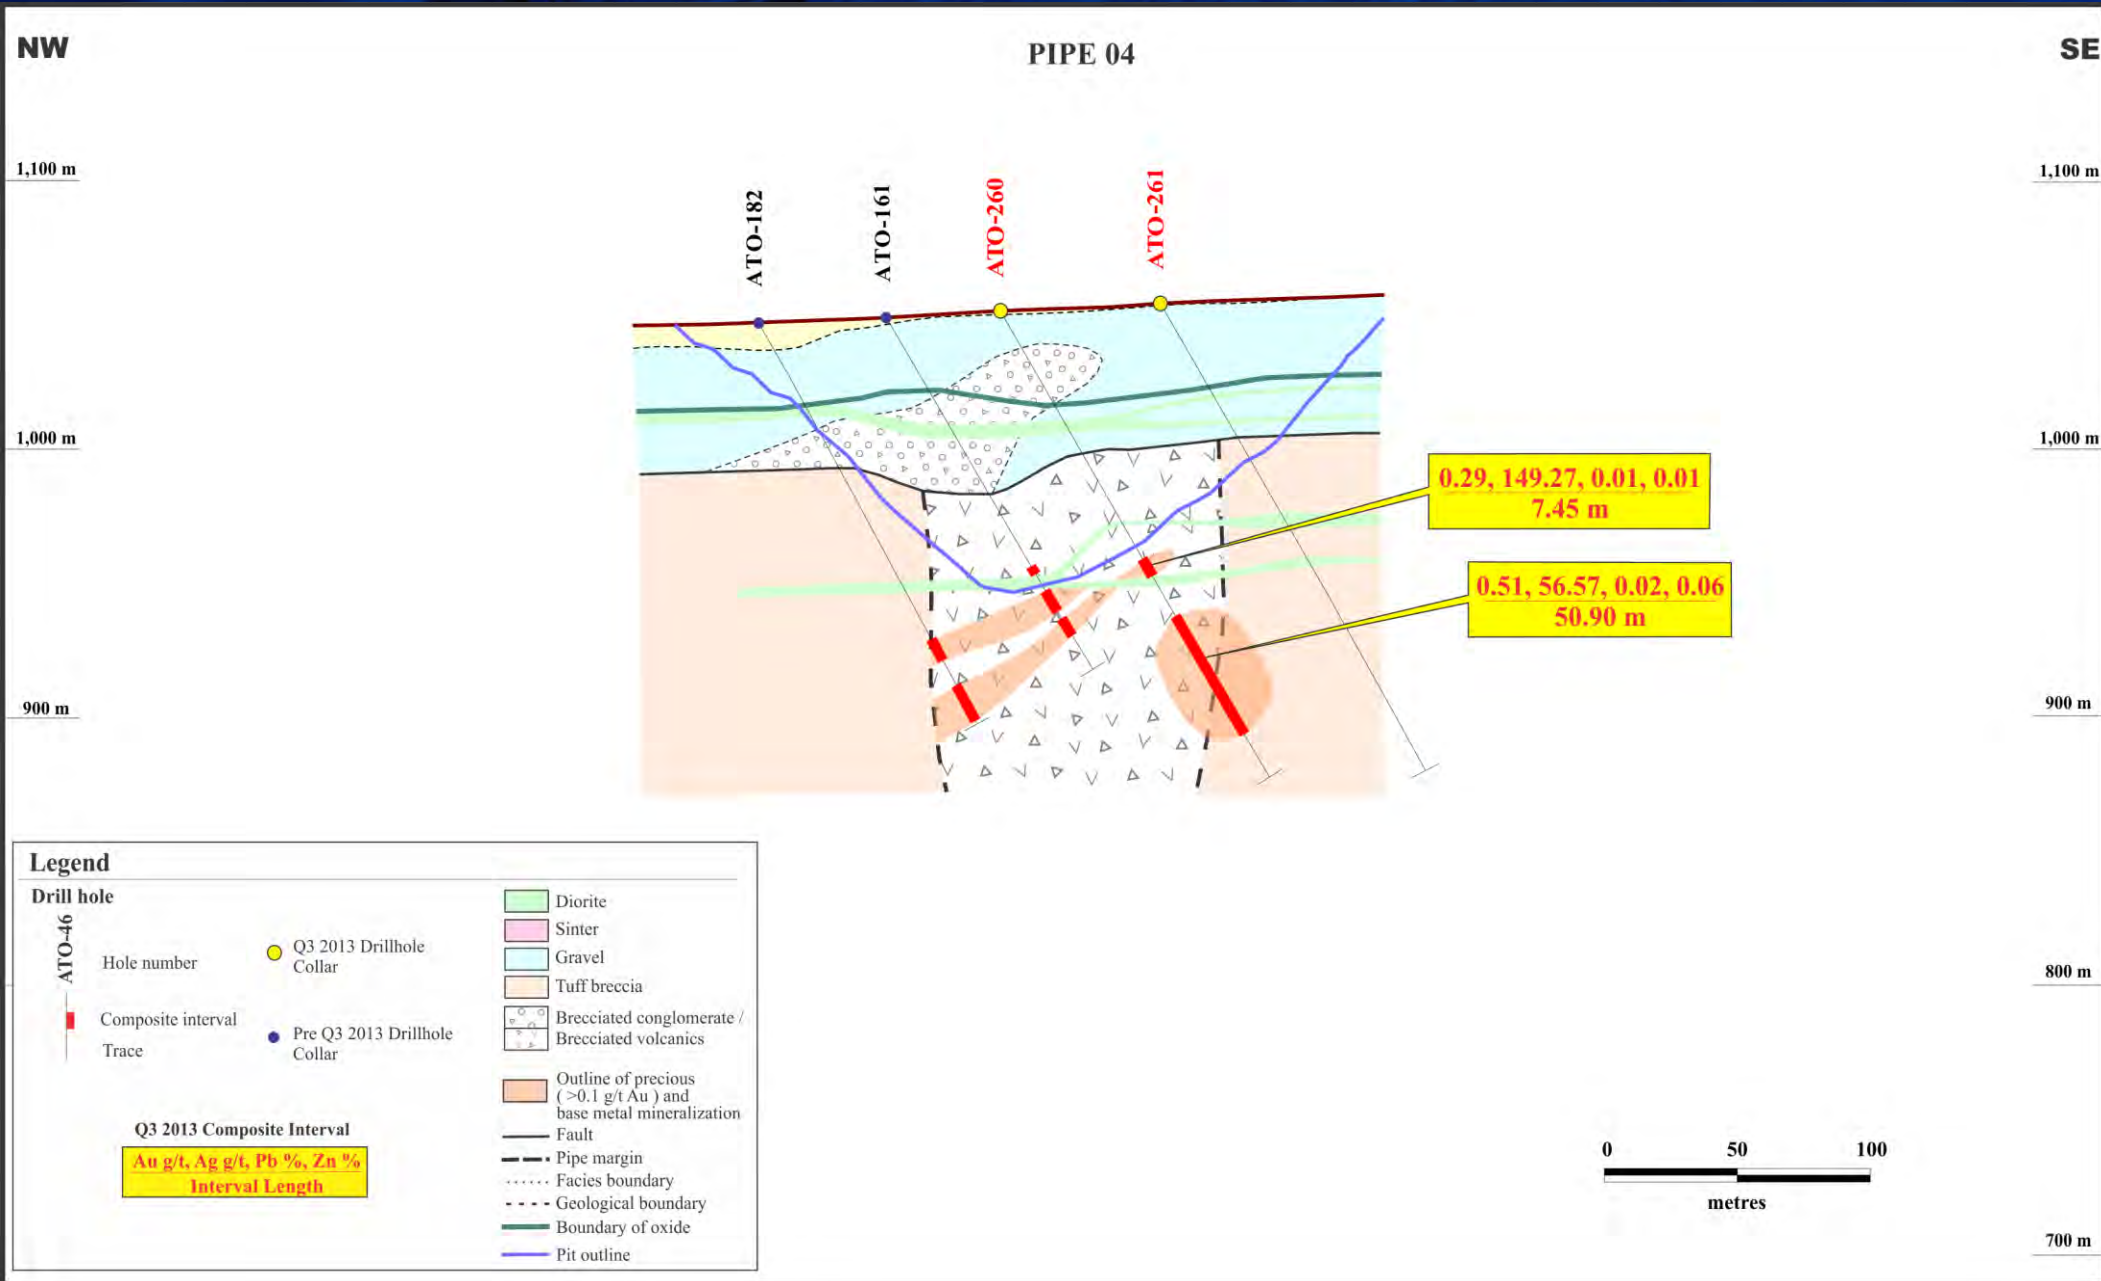 NW
PIPE 04
SE
1,100 m
1,100 m
ATO-182
ATO-161
ATO-260
ATO-261
1,000 m
1,000 m
0.29, 149.27, 0.01, 0.01
7.45 m
0.51, 56.57, 0.02, 0.06
50.90 m
900 m
900 m
800 m
700 m
Legend
Drill hole
ATO-46
Hole number
Composite interval
Trace
Q3 2013 Drillhole
Collar
Pre Q3 2013 Drillhole
Collar
Q3 2013 Composite Interval
Au g/t, Ag g/t, Pb %, Zn %
Interval Length
Diorite
Sinter
Gravel
Tuff breccia
Brecciated conglomerate /
Brecciated volcanics
Outline of precious
( >0.1 g/t Au ) and
base metal mineralization
Fault
Pipe margin
Facies boundary
Geological boundary
Boundary of oxide
Pit outline
0 50 100
metres